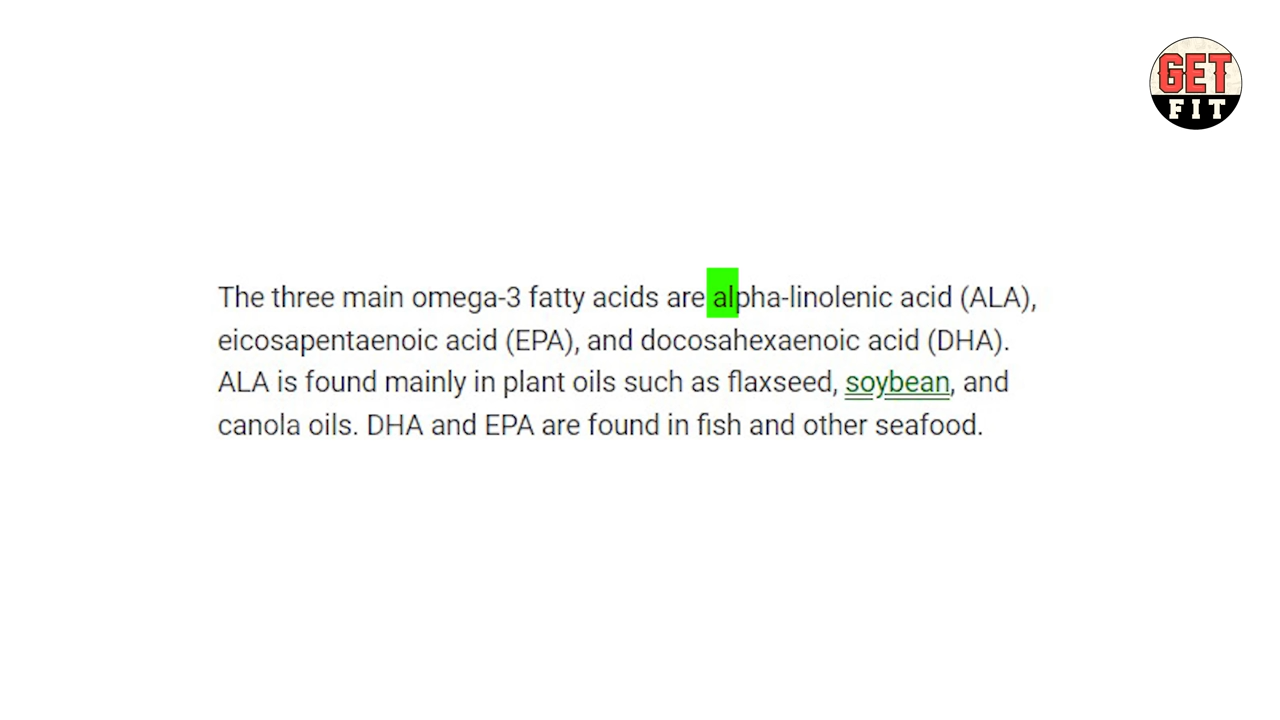 GET
FIT
The three main omega-3 fatty acids are alpha-linolenic acid (ALA),
eicosapentaenoic acid (EPA), and docosahexaenoic acid (DHA).
ALA is found mainly in plant oils such as flaxseed, soybean, and
canola oils. DHA and EPA are found in fish and other seafood.